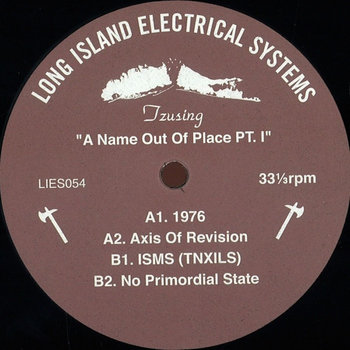 LONG ISLAND ELECTRICAL SYSTEMS
Tzusing
"A Name Out Of Place PT. I"
LIES054
33⅓rpm
A1. 1976
A2. Axis Of Revision
B1. ISMS (TNXILS)
B2. No Primordial State